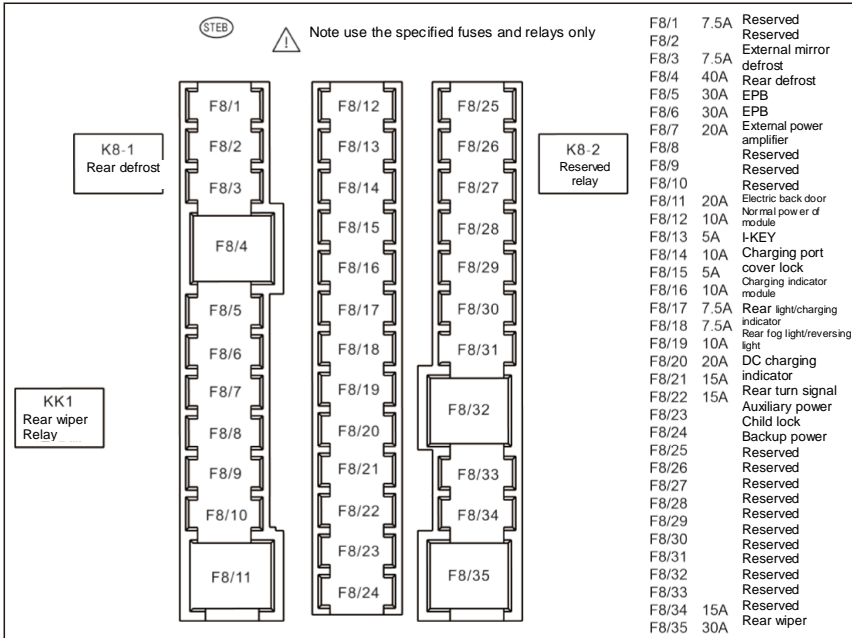 STEB
Note use the specified fuses and relays only
K8-1
Rear defrost
KK1
Rear wiper
Relay
F8/1
F8/2
F8/3
F8/4
F8/5
F8/6
F8/7
F8/8
F8/9
F8/10
F8/11
F8/12
F8/13
F8/14
F8/15
F8/16
F8/17
F8/18
F8/19
F8/20
F8/21
F8/22
F8/23
F8/24
F8/25
F8/26
F8/27
F8/28
F8/29
F8/30
F8/31
F8/32
F8/33
F8/34
F8/35
K8-2
Reserved
relay
F8/1 7.5A Reserved
F8/2 Reserved
F8/3 7.5A External mirror
defrost
F8/4 40A Rear defrost
F8/5 30A EPB
F8/6 30A EPB
F8/7 20A External power
amplifier
F8/8 Reserved
F8/9 Reserved
F8/10 Reserved
F8/11 20A Electric back door
F8/12 10A Normal power of
module
F8/13 5A I-KEY
F8/14 10A Charging port
F8/15 5A cover lock
F8/16 10A Charging indicator
module
F8/17 7.5A Rear light/charging
F8/18 7.5A indicator
Rear fog light/reversing
F8/19 10A light
F8/20 20A DC charging
F8/21 15A indicator
F8/22 15A Rear turn signal
F8/23 Auxiliary power
Child lock
F8/24 Backup power
F8/25 Reserved
F8/26 Reserved
F8/27 Reserved
F8/28 Reserved
F8/29 Reserved
F8/30 Reserved
F8/31 Reserved
F8/32 Reserved
F8/33 Reserved
F8/34 15A Reserved
F8/35 30A Rear wiper